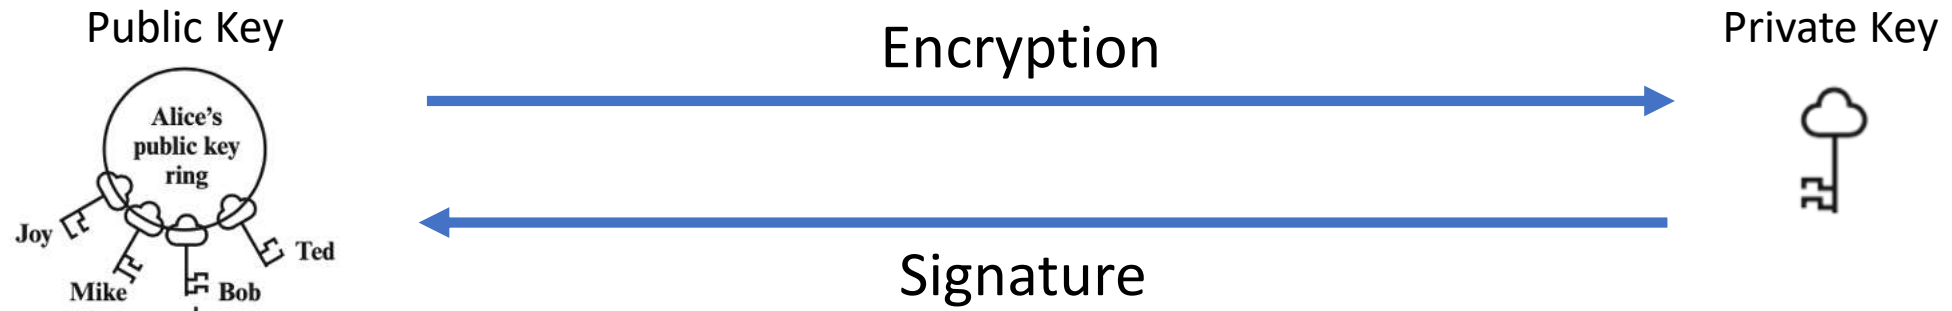 Public Key
Encryption
Private Key
Alice's
public key
ring
Joy
Mike
Bob
Ted
Signature